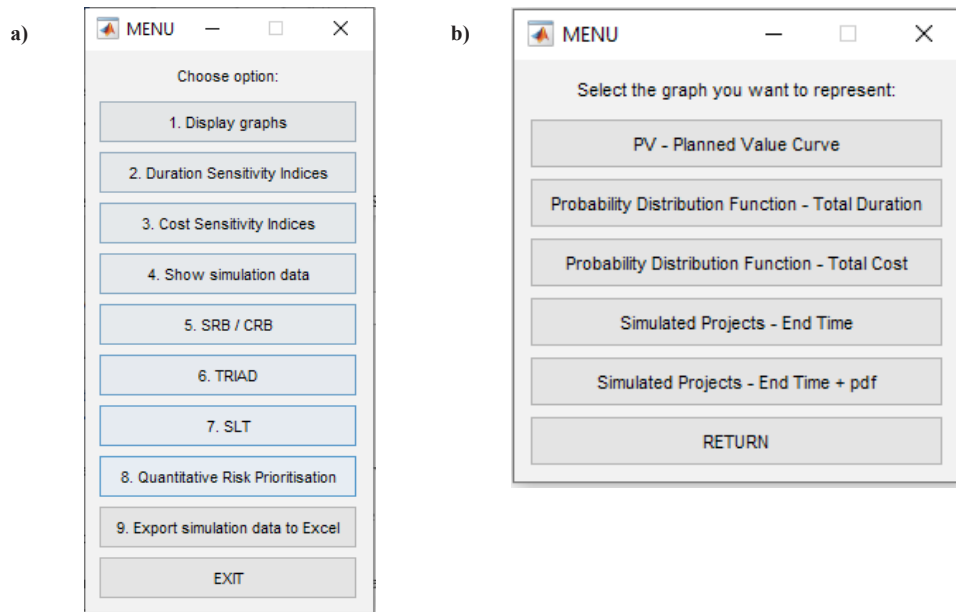 a)
MENU
Choose option:
1. Display graphs
2. Duration Sensitivity Indices
3. Cost Sensitivity Indices
4. Show simulation data
5. SRB / CRB
6. TRIAD
7. SLT
8. Quantitative Risk Prioritisation
9. Export simulation data to Excel
EXIT
b)
MENU
Select the graph you want to represent:
PV - Planned Value Curve
Probability Distribution Function - Total Duration
Probability Distribution Function - Total Cost
Simulated Projects - End Time
Simulated Projects - End Time + pdf
RETURN